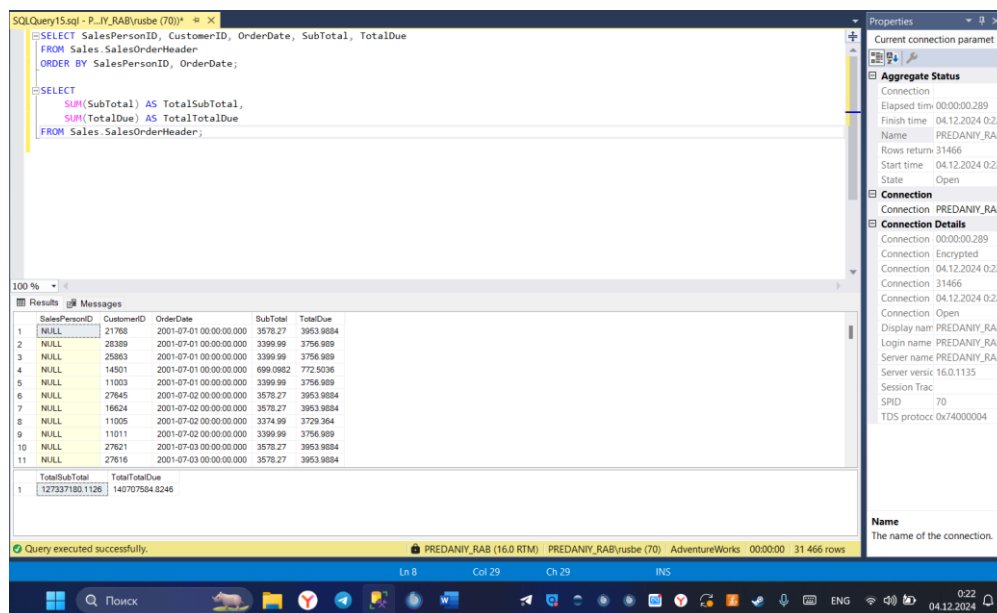 SQLQuery15.sql - P...IY_RAB\rusbe (70))*
SELECT SalesPersonID, CustomerID, OrderDate, SubTotal, TotalDue
FROM Sales.SalesOrderHeader
ORDER BY SalesPersonID, OrderDate;
SELECT
SUM(SubTotal) AS TotalSubTotal,
SUM(TotalDue) AS TotalTotalDue
FROM Sales.SalesOrderHeader;
100 %
Results Messages
SalesPersonID CustomerID OrderDate SubTotal TotalDue
1 NULL 21768 2001-07-01 00:00:00.000 3578.27 3953.9884
2 NULL 28389 2001-07-01 00:00:00.000 3399.99 3756.989
3 NULL 25863 2001-07-01 00:00:00.000 3399.99 3756.989
4 NULL 14501 2001-07-01 00:00:00.000 699.0982 772.5036
5 NULL 11003 2001-07-01 00:00:00.000 3399.99 3756.989
6 NULL 27645 2001-07-02 00:00:00.000 3578.27 3953.9884
7 NULL 16624 2001-07-02 00:00:00.000 3578.27 3953.9884
8 NULL 11005 2001-07-02 00:00:00.000 3374.99 3729.364
9 NULL 11011 2001-07-02 00:00:00.000 3399.99 3756.989
10 NULL 27621 2001-07-03 00:00:00.000 3578.27 3953.9884
11 NULL 27616 2001-07-03 00:00:00.000 3578.27 3953.9884
TotalSubTotal TotalTotalDue
1 127337180.1126 140707584.8246
Query executed successfully.
PREDANIY_RAB (16.0 RTM) PREDANIY_RAB\rusbe (70) AdventureWorks 00:00:00 31 466 rows
Properties
Current connection paramet
Aggregate Status
Connection
Elapsed tim 00:00:00.289
Finish time 04.12.2024 0:2
Name PREDANIY_RA
Rows return 31466
Start time 04.12.2024 0:2
State Open
Connection
Connection PREDANIY_RA
Connection Details
Connection 00:00:00.289
Connection Encrypted
Connection 04.12.2024 0:2
Connection 31466
Connection 04.12.2024 0:2
Connection Open
Display nam PREDANIY_RA
Login name PREDANIY_RA
Server name PREDANIY_RA
Server versic 16.0.1135
Session Trac
SPID 70
TDS protocc 0x74000004
Name
The name of the connection.
Ln 8 Col 29 Ch 29 INS
Поиск
ENG
0:22
04.12.2024